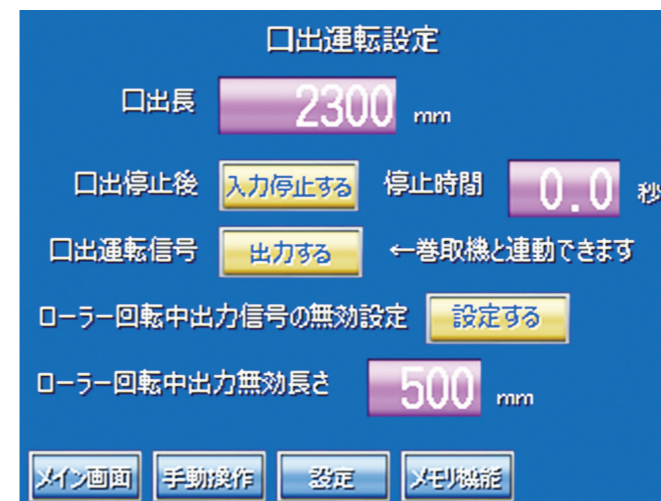 口出運転設定
口出長 2300 mm
口出停止後 入力停止する 停止時間 0.0 秒
口出運転信号 出力する ←巻取機と連動できます
ローラー回転中出力信号の無効設定 設定する
ローラー回転中出力無効長さ 500 mm
メイン画面 手動操作 設定 メモリ機能